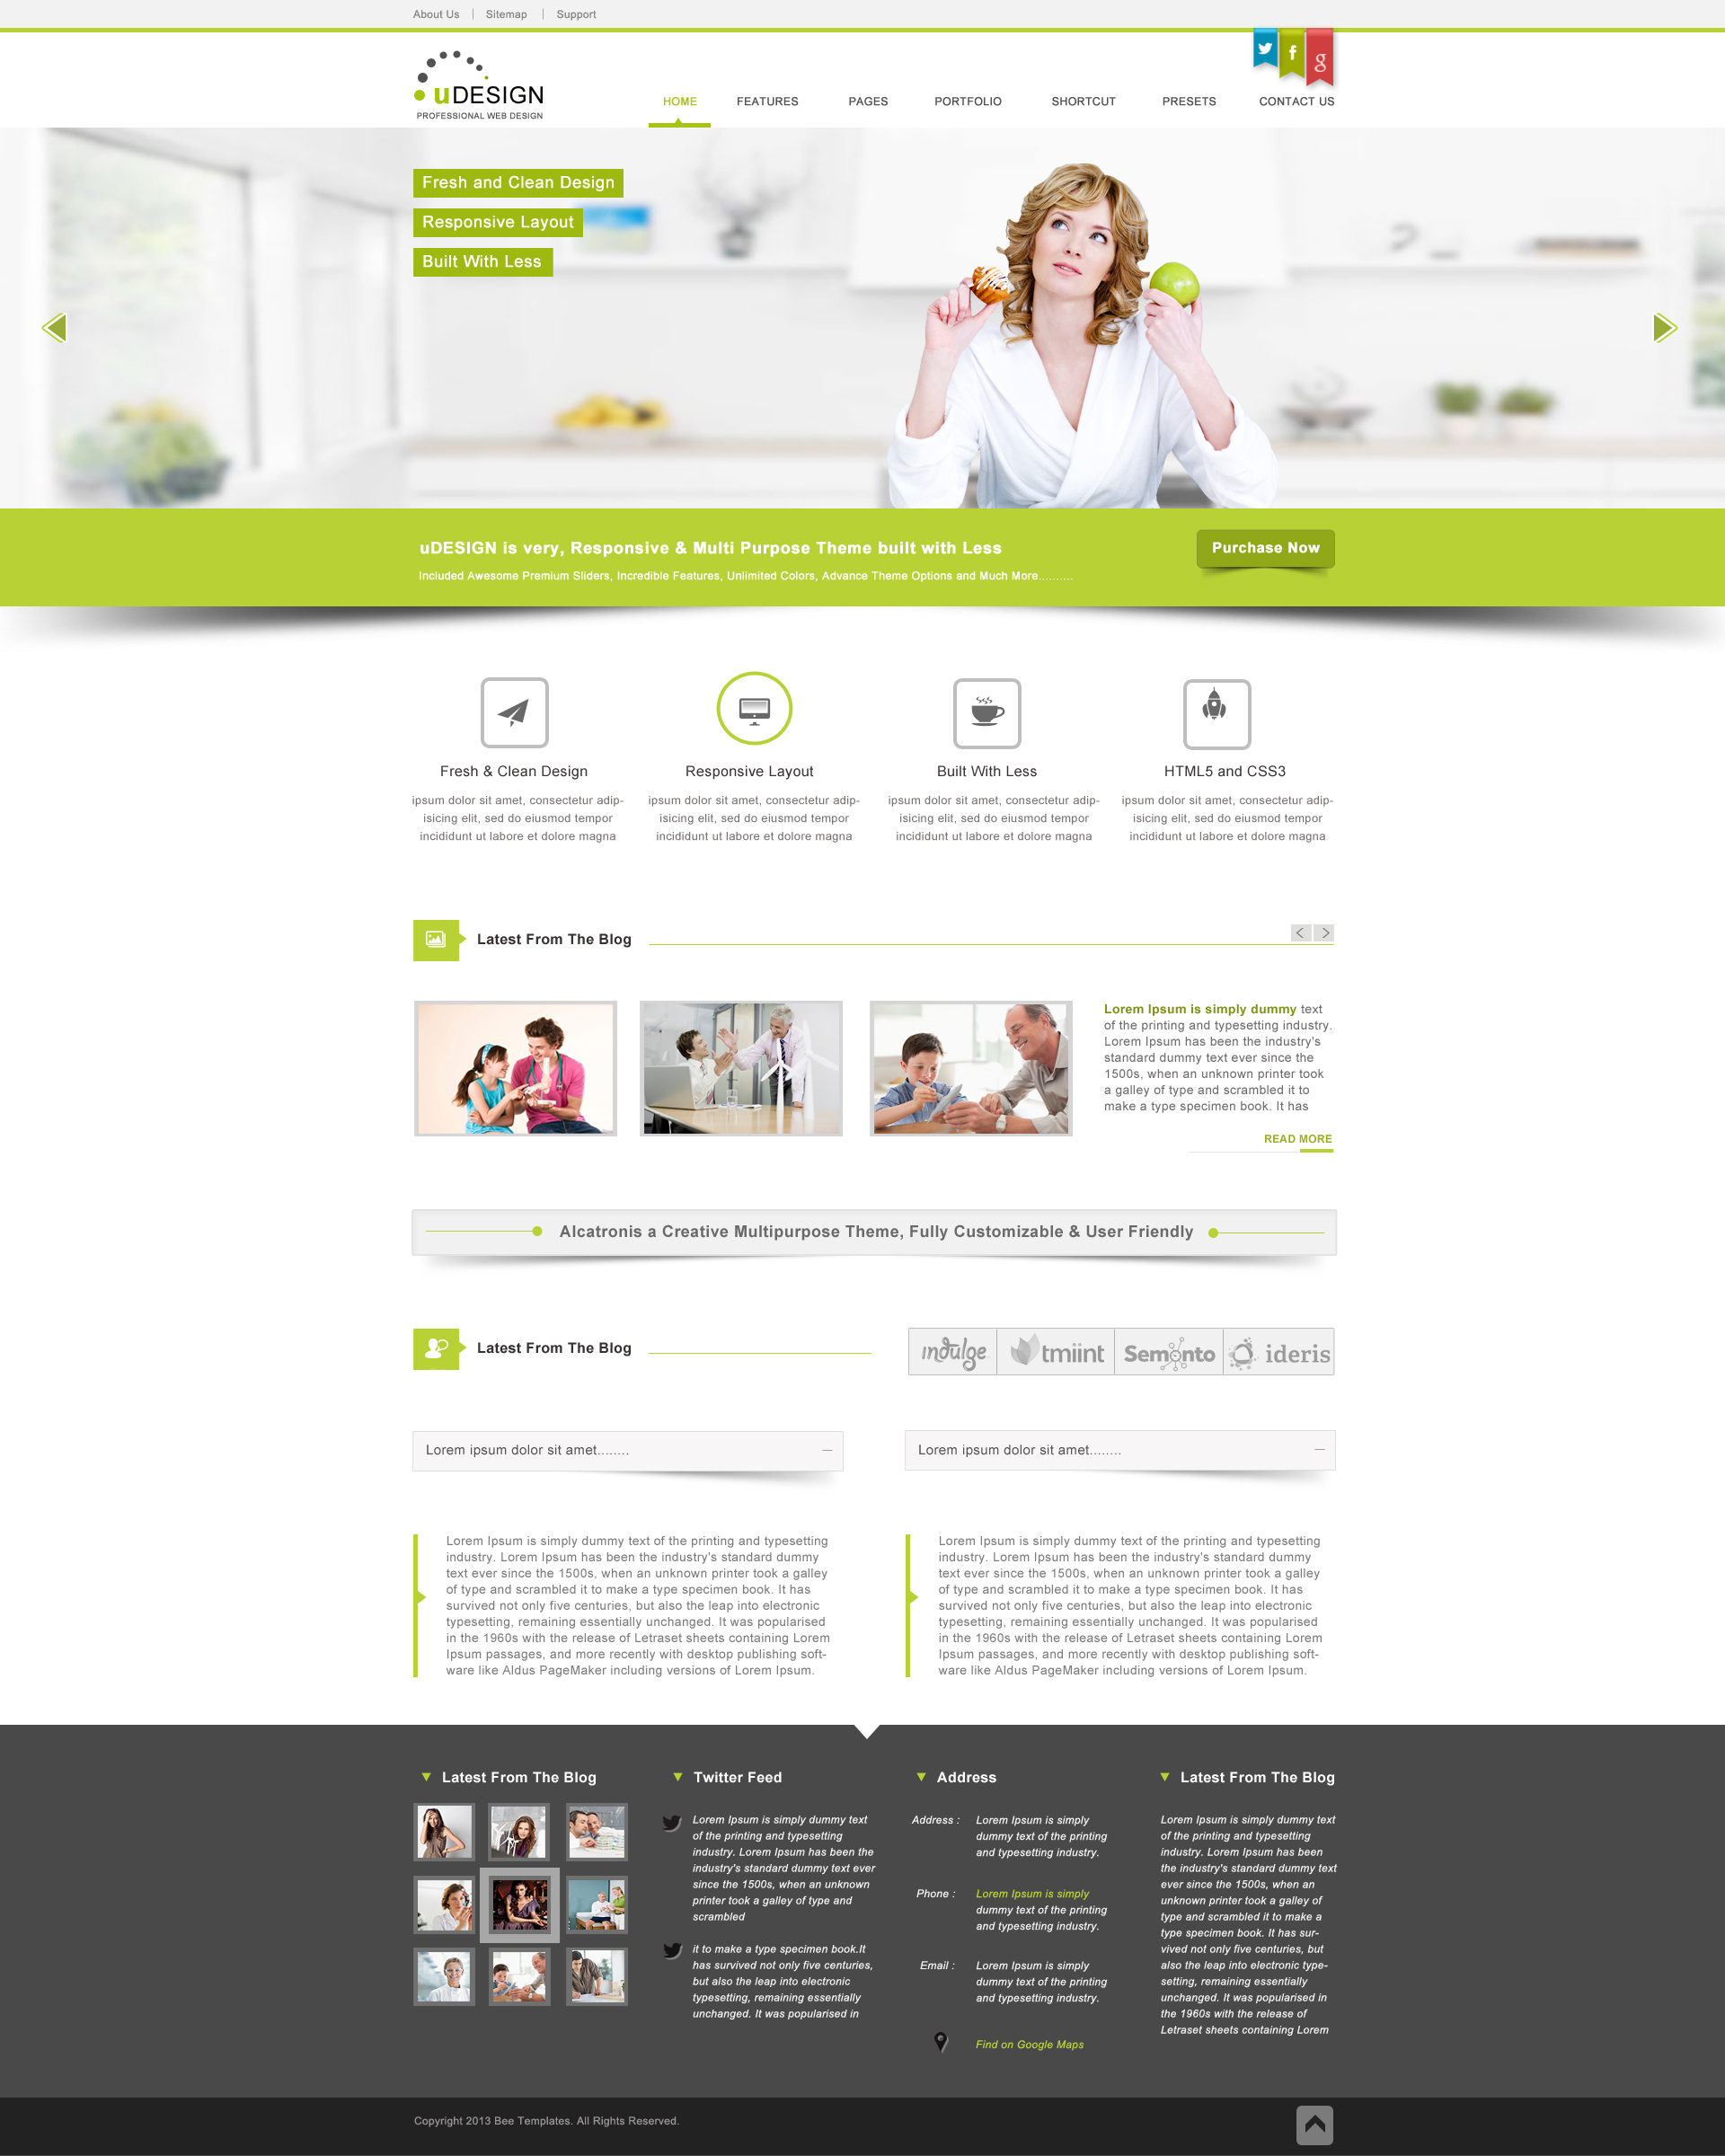 About Us | Sitemap | Support
uDESIGN
PROFESSIONAL WEB DESIGN
HOME FEATURES PAGES PORTFOLIO SHORTCUT PRESETS CONTACT US
Fresh and Clean Design
Responsive Layout
Built With Less
uDESIGN is very, Responsive & Multi Purpose Theme built with Less
Included Awesome Premium Sliders, Incredible Features, Unlimited Colors, Advance Theme Options and Much More..........
Purchase Now
Fresh & Clean Design
ipsum dolor sit amet, consectetur adip-
isicing elit, sed do eiusmod tempor
incididunt ut labore et dolore magna
Responsive Layout
ipsum dolor sit amet, consectetur adip-
isicing elit, sed do eiusmod tempor
incididunt ut labore et dolore magna
Built With Less
ipsum dolor sit amet, consectetur adip-
isicing elit, sed do eiusmod tempor
incididunt ut labore et dolore magna
HTML5 and CSS3
ipsum dolor sit amet, consectetur adip-
isicing elit, sed do eiusmod tempor
incididunt ut labore et dolore magna
Latest From The Blog
Lorem Ipsum is simply dummy text
of the printing and typesetting industry.
Lorem Ipsum has been the industry's
standard dummy text ever since the
1500s, when an unknown printer took
a galley of type and scrambled it to
make a type specimen book. It has
READ MORE
Alcatronis a Creative Multipurpose Theme, Fully Customizable & User Friendly
Latest From The Blog
indulge tmiint Semonto ideris
Lorem ipsum dolor sit amet........
Lorem Ipsum is simply dummy text of the printing and typesetting
industry. Lorem Ipsum has been the industry's standard dummy
text ever since the 1500s, when an unknown printer took a galley
of type and scrambled it to make a type specimen book. It has
survived not only five centuries, but also the leap into electronic
typesetting, remaining essentially unchanged. It was popularised
in the 1960s with the release of Letraset sheets containing Lorem
Ipsum passages, and more recently with desktop publishing soft-
ware like Aldus PageMaker including versions of Lorem Ipsum.
Lorem ipsum dolor sit amet........
Lorem Ipsum is simply dummy text of the printing and typesetting
industry. Lorem Ipsum has been the industry's standard dummy
text ever since the 1500s, when an unknown printer took a galley
of type and scrambled it to make a type specimen book. It has
survived not only five centuries, but also the leap into electronic
typesetting, remaining essentially unchanged. It was popularised
in the 1960s with the release of Letraset sheets containing Lorem
Ipsum passages, and more recently with desktop publishing soft-
ware like Aldus PageMaker including versions of Lorem Ipsum.
Latest From The Blog
Twitter Feed
Lorem Ipsum is simply dummy text
of the printing and typesetting
industry. Lorem Ipsum has been the
industry's standard dummy text ever
since the 1500s, when an unknown
printer took a galley of type and
scrambled
it to make a type specimen book.It
has survived not only five centuries,
but also the leap into electronic
typesetting, remaining essentially
unchanged. It was popularised in
Address
Address : Lorem Ipsum is simply
dummy text of the printing
and typesetting industry.
Phone : Lorem Ipsum is simply
dummy text of the printing
and typesetting industry.
Email : Lorem Ipsum is simply
dummy text of the printing
and typesetting industry.
Find on Google Maps
Latest From The Blog
Lorem Ipsum is simply dummy text
of the printing and typesetting
industry. Lorem Ipsum has been
the industry's standard dummy text
ever since the 1500s, when an
unknown printer took a galley of
type and scrambled it to make a
type specimen book. It has sur-
vived not only five centuries, but
also the leap into electronic type-
setting, remaining essentially
unchanged. It was popularised in
the 1960s with the release of
Letraset sheets containing Lorem
Copyright 2013 Bee Templates. All Rights Reserved.